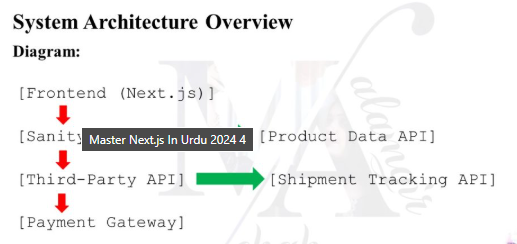 System Architecture Overview
Diagram:
[Frontend (Next.js)]
[Sanity
Master Next.js In Urdu 2024 4
[Product Data API]
[Third-Party API]
[Shipment Tracking API]
[Payment Gateway]